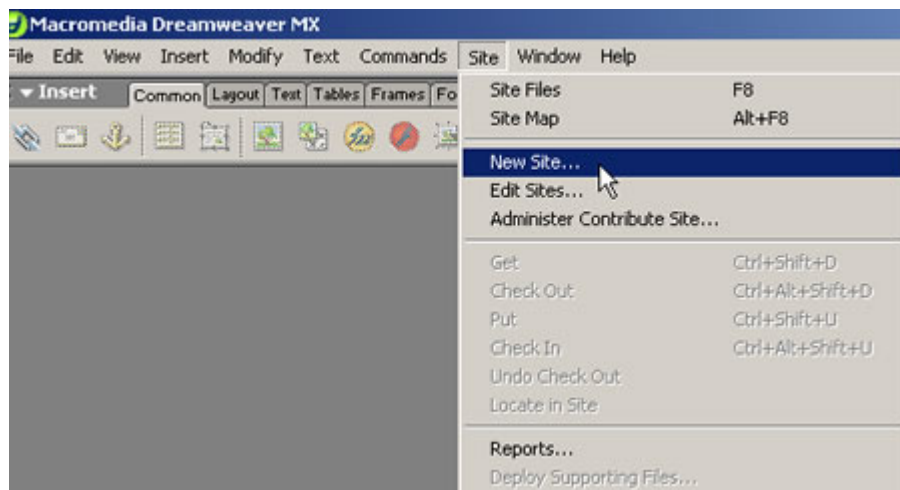 Macromedia Dreamweaver MX
File Edit View Insert Modify Text Commands Site Window Help
Insert Common Layout Text Tables Frames Fo
Site Files F8
Site Map Alt+F8
New Site...
Edit Sites...
Administer Contribute Site...
Get Ctrl+Shift+D
Check Out Ctrl+Alt+Shift+D
Put Ctrl+Shift+U
Check In Ctrl+Alt+Shift+U
Undo Check Out
Locate in Site
Reports...
Deploy Supporting Files...